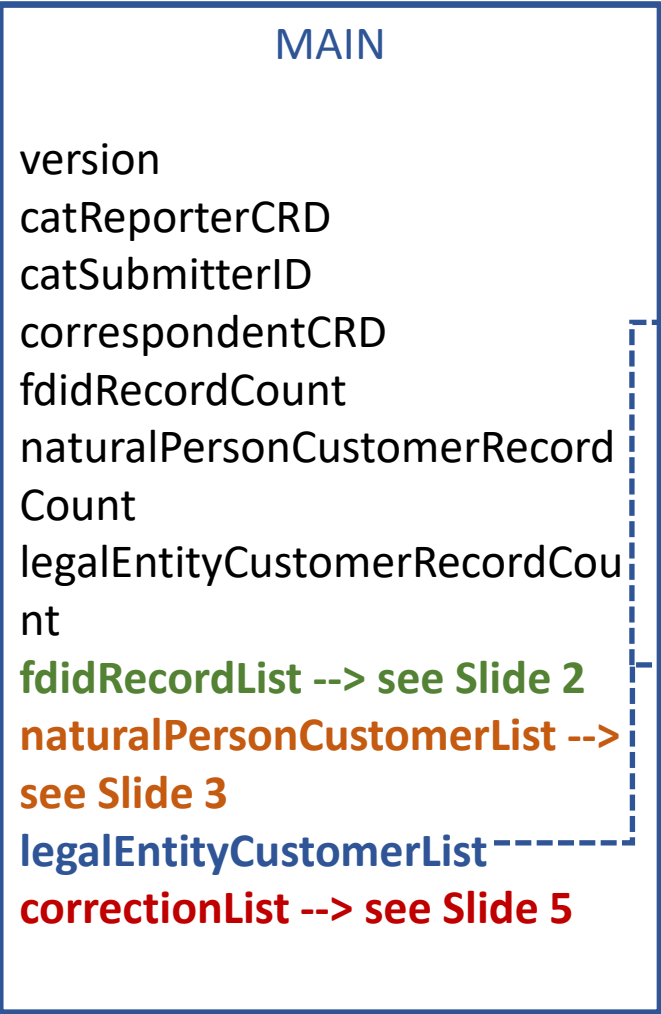 MAIN
version
catReporterCRD
catSubmitterID
correspondentCRD
fdidRecordCount
naturalPersonCustomerRecord
Count
legalEntityCustomerRecordCou
nt
fdidRecordList --> see Slide 2
naturalPersonCustomerList -->
see Slide 3
legalEntityCustomerList
correctionList --> see Slide 5